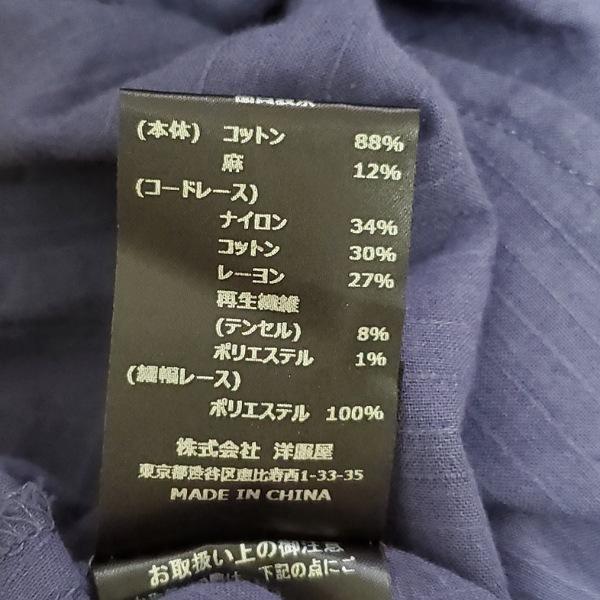 (本体) コットン 88%
麻 12%
(コードレース)
ナイロン 34%
コットン 30%
レーヨン 27%
再生繊維
(テンセル) 8%
ポリエステル 1%
(細幅レース)
ポリエステル 100%
株式会社 洋服屋
東京都渋谷区恵比寿西1-33-35
MADE IN CHINA
お取扱い上の御注意
下記の点にご